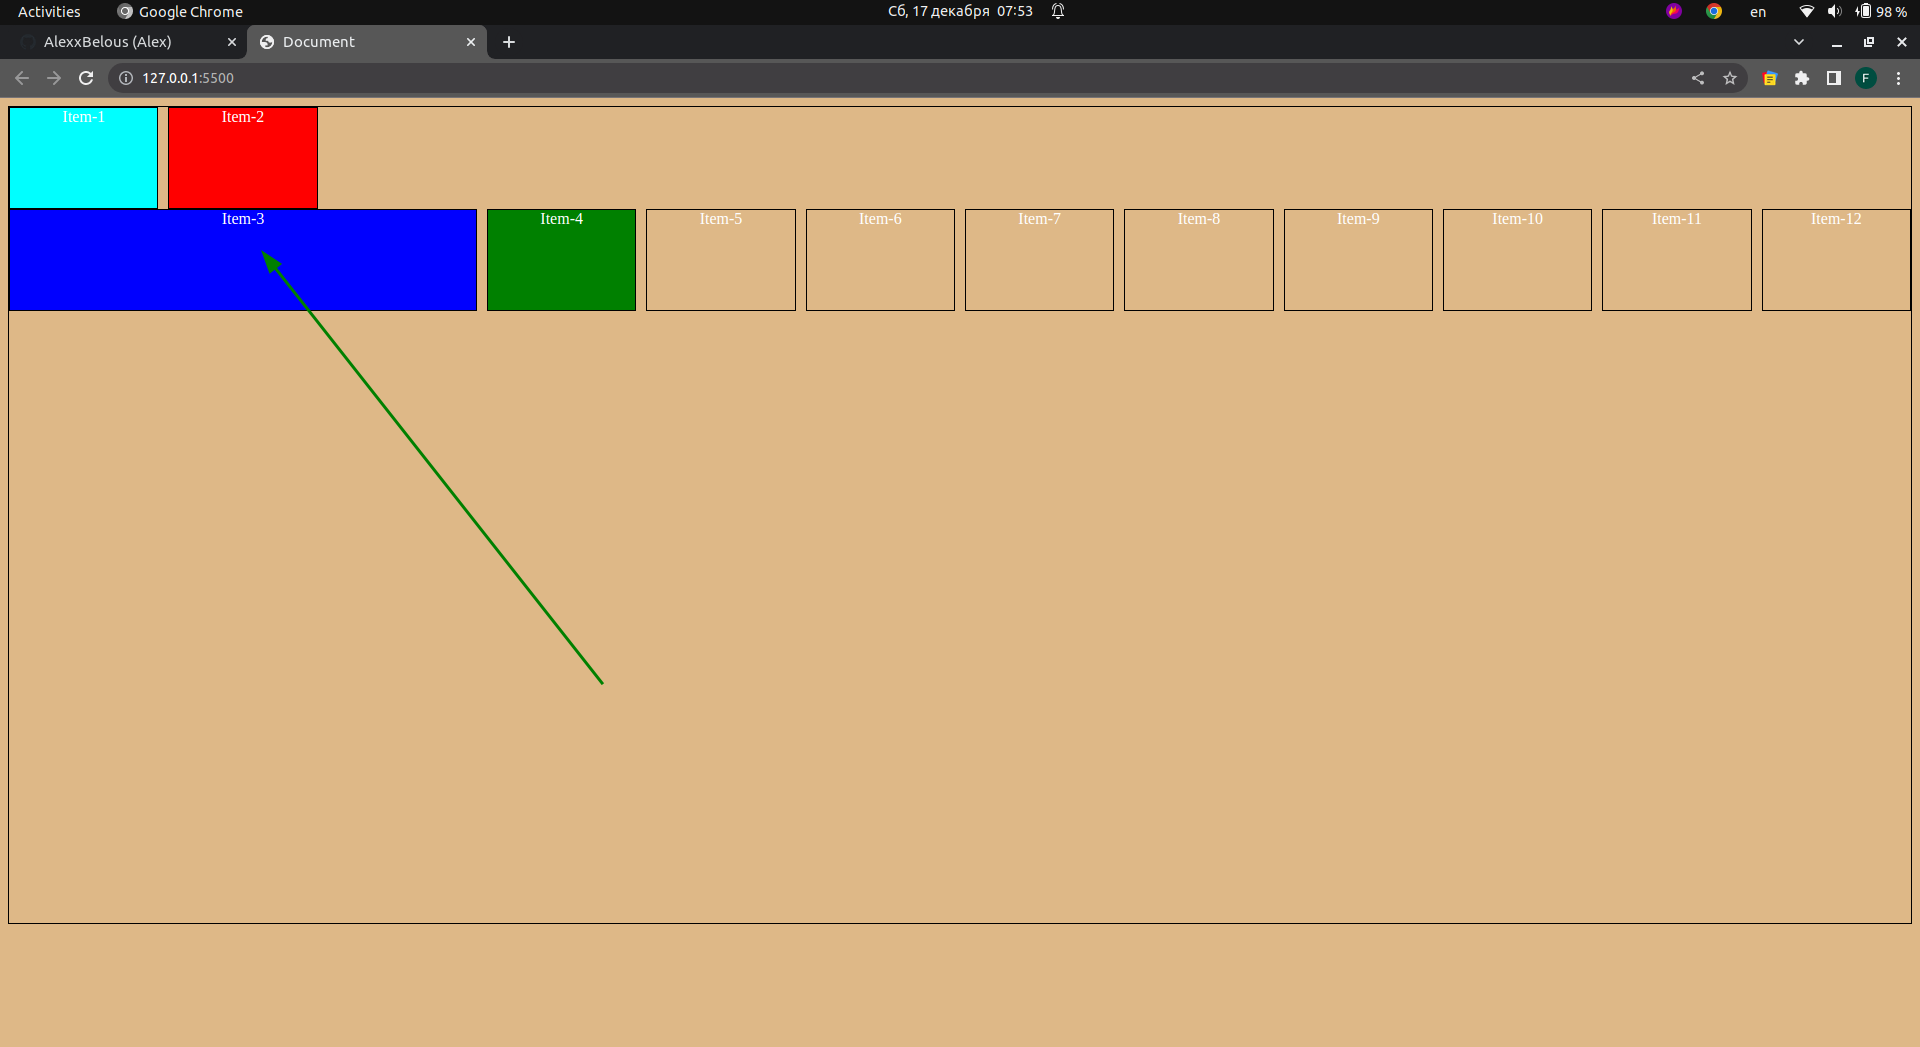 Activities Google Chrome Сб, 17 декабря 07:53 en 98 %
AlexxBelous (Alex) Document
127.0.0.1:5500 F
Item-1 Item-2
Item-3 Item-4 Item-5 Item-6 Item-7 Item-8 Item-9 Item-10 Item-11 Item-12